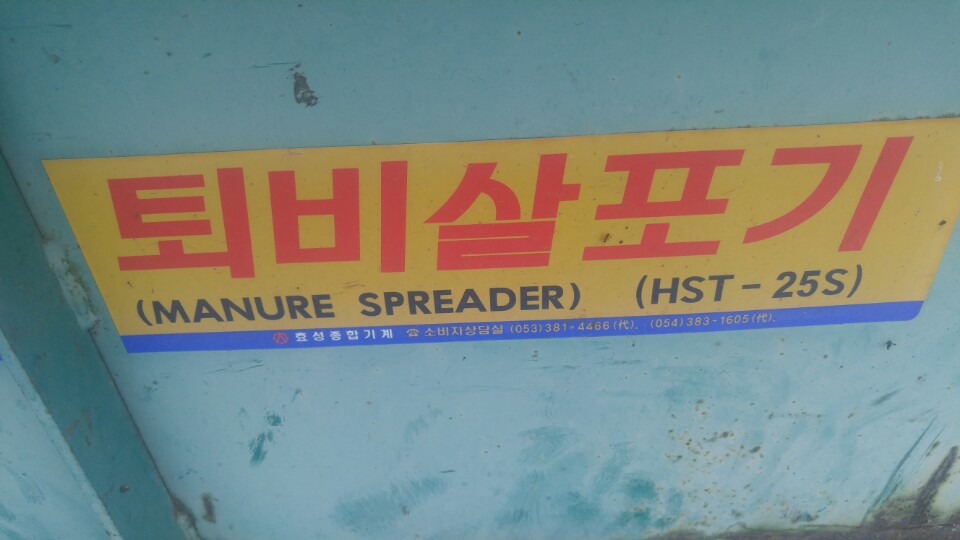 퇴비살포기
(MANURE SPREADER) (HST-25S)
효성종합기계 ☎소비자상담실 (053)381-4466(代). (054)383-1605(代).